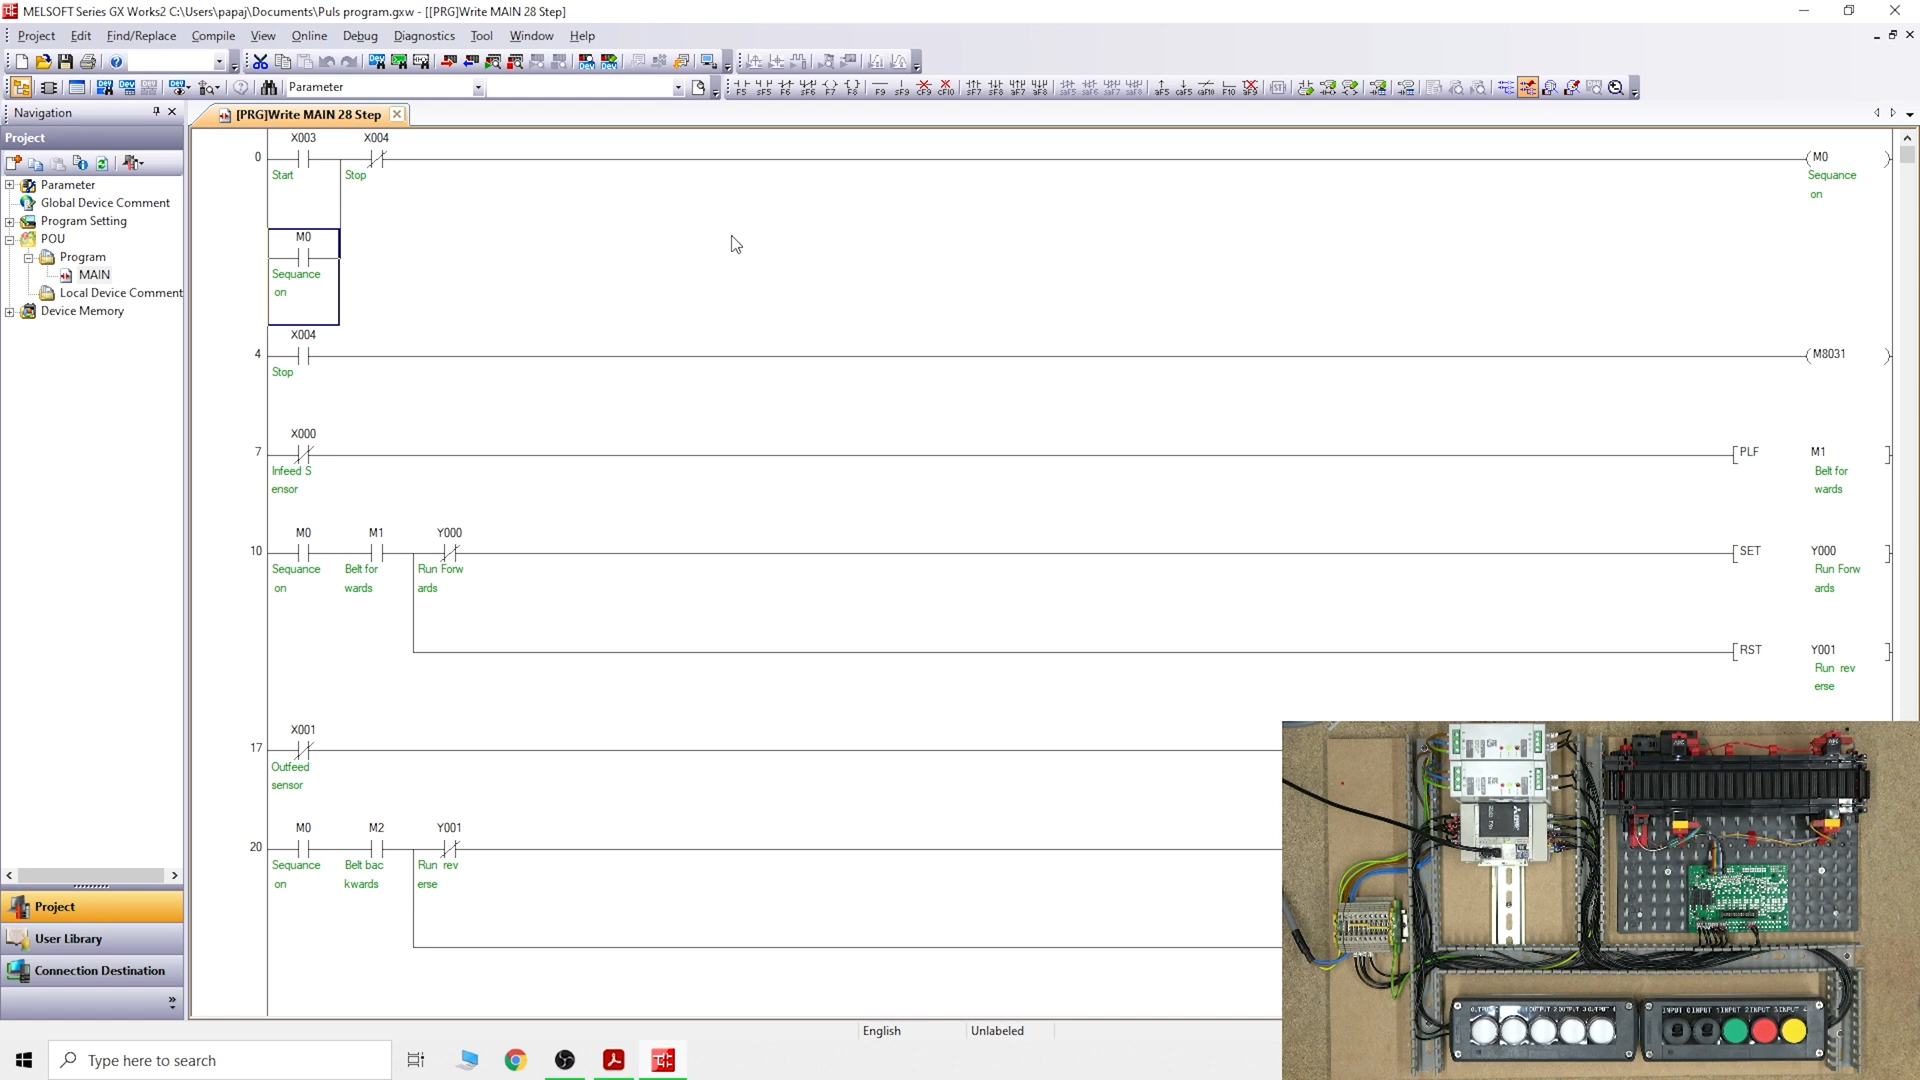 MELSOFT Series GX Works2 C:\Users\papaj\Documents\Puls program.gxw - [[PRG]Write MAIN 28 Step]
Project Edit Find/Replace Compile View Online Debug Diagnostics Tool Window Help
Parameter
Navigation
[PRG]Write MAIN 28 Step
Project
Parameter
Global Device Comment
Program Setting
POU
Program
MAIN
Local Device Comment
Device Memory
Project
User Library
Connection Destination
X003 X004
0 M0
Start Stop Sequance
on
M0
Sequance
on
X004
4 M8031
Stop
X000
7 PLF M1
Infeed S Belt for
ensor wards
M0 M1 Y000
10 SET Y000
Sequance Belt for Run Forw Run Forw
on wards ards ards
RST Y001
Run rev
erse
X001
17
Outfeed
sensor
M0 M2 Y001
20
Sequance Belt bac Run rev
on kwards erse
English Unlabeled
Type here to search